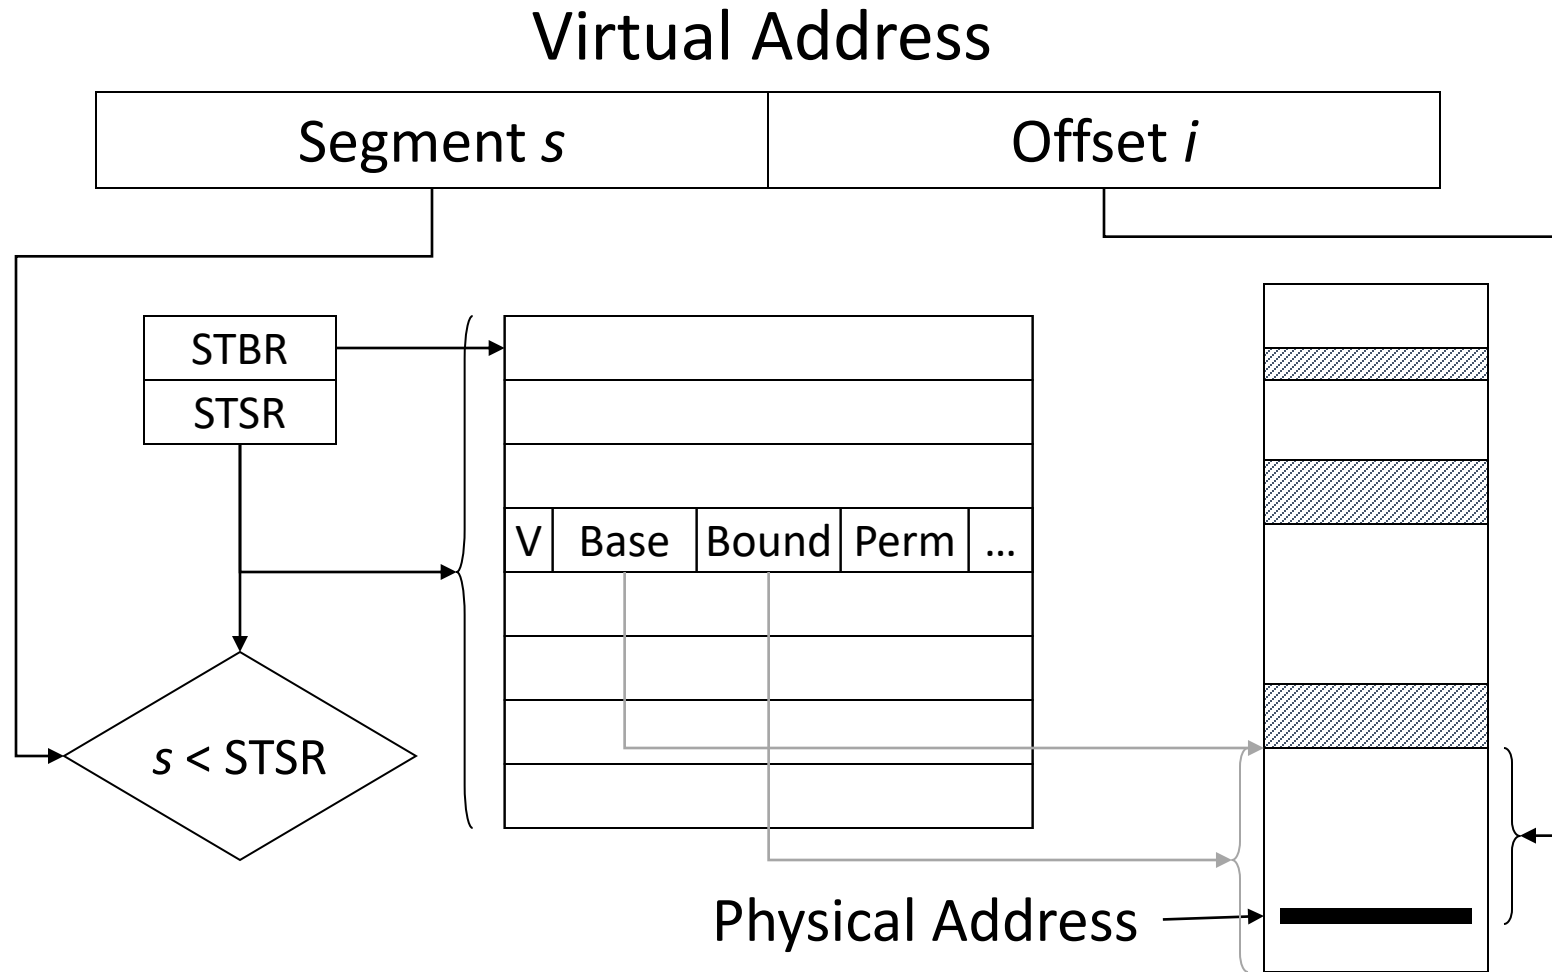 Virtual Address
Segment s
Offset i
STBR
STSR
V Base Bound Perm ...
s < STSR
Physical Address